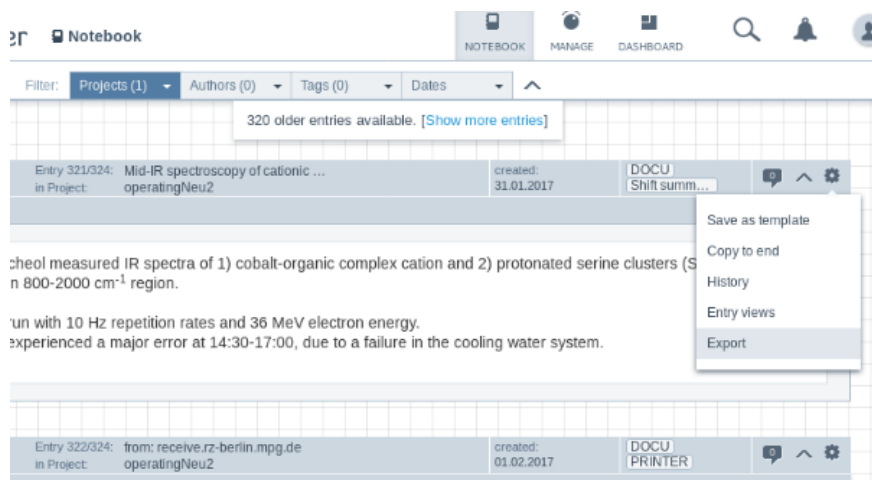 Notebook
NOTEBOOK MANAGE DASHBOARD
Filter: Projects (1) Authors (0) Tags (0) Dates
320 older entries available. [Show more entries]
Entry 321/324: Mid-IR spectroscopy of cationic ... created: DOCU 0
in Project: operatingNeu2 31.01.2017 Shift summ...
Save as template
Copy to end
History
Entry views
Export
measured IR spectra of 1) cobalt-organic complex cation and 2) protonated serine clusters (S
n 800-2000 cm⁻¹ region.
run with 10 Hz repetition rates and 36 MeV electron energy.
experienced a major error at 14:30-17:00, due to a failure in the cooling water system.
Entry 322/324: from: receive.rz-berlin.mpg.de created: DOCU 0
in Project: operatingNeu2 01.02.2017 PRINTER